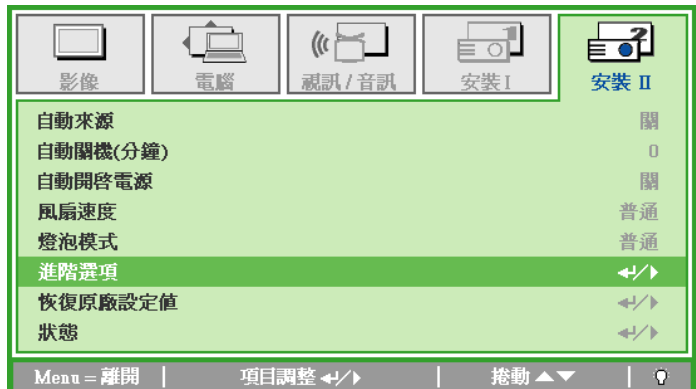 影像 電腦 視訊 / 音訊 安裝 I 安裝 II
自動來源 關
自動關機(分鐘) 0
自動開啓電源 關
風扇速度 普通
燈泡模式 普通
進階選項
恢復原廠設定值
狀態
Menu = 離開 項目調整 捲動